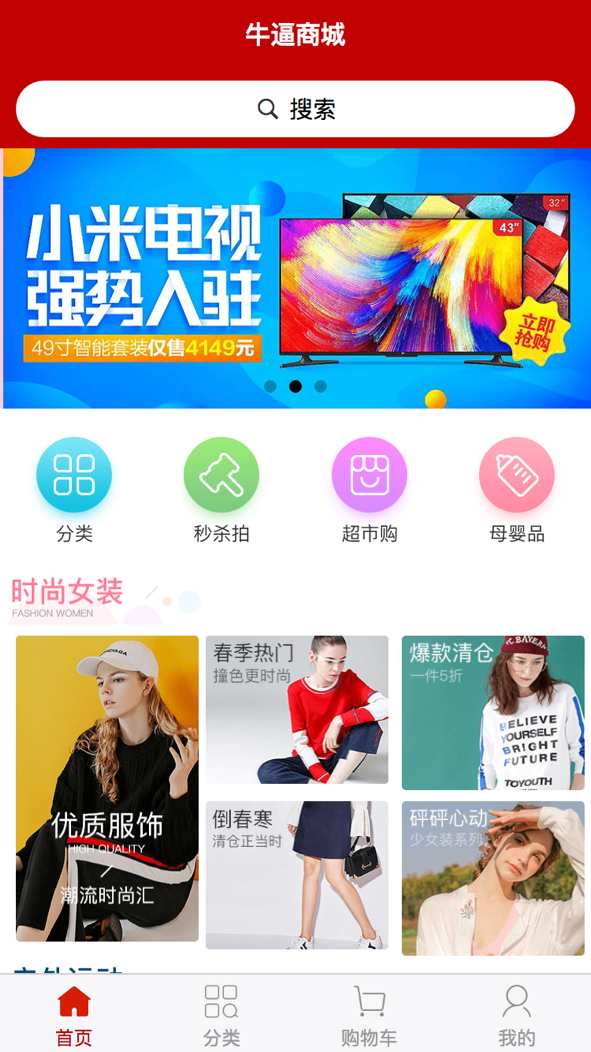 牛逼商城
搜索
小米电视
强势入驻
49寸智能套装仅售4149元
32"
43"
立即
抢购
分类
秒杀拍
超市购
母婴品
时尚女装
FASHION WOMEN
优质服饰
HIGH QUALITY
潮流时尚汇
春季热门
撞色更时尚
爆款清仓
一件5折
BELIEVE
YOURSELF
BRIGHT
FUTURE
TOYOUTH
倒春寒
清仓正当时
砰砰心动
少女装系列
户外运动
首页
分类
购物车
我的